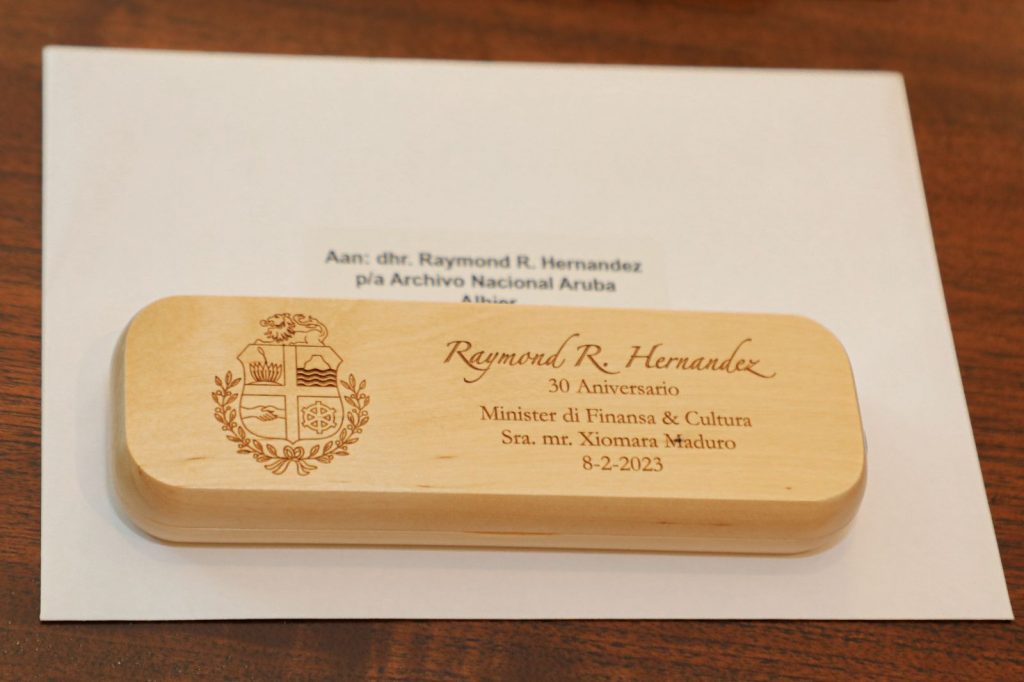 Aan: dhr. Raymond R. Hernandez
p/a Archivo Nacional Aruba
Alhier
Raymond R. Hernandez
30 Aniversario
Minister di Finansa & Cultura
Sra. mr. Xiomara Maduro
8-2-2023